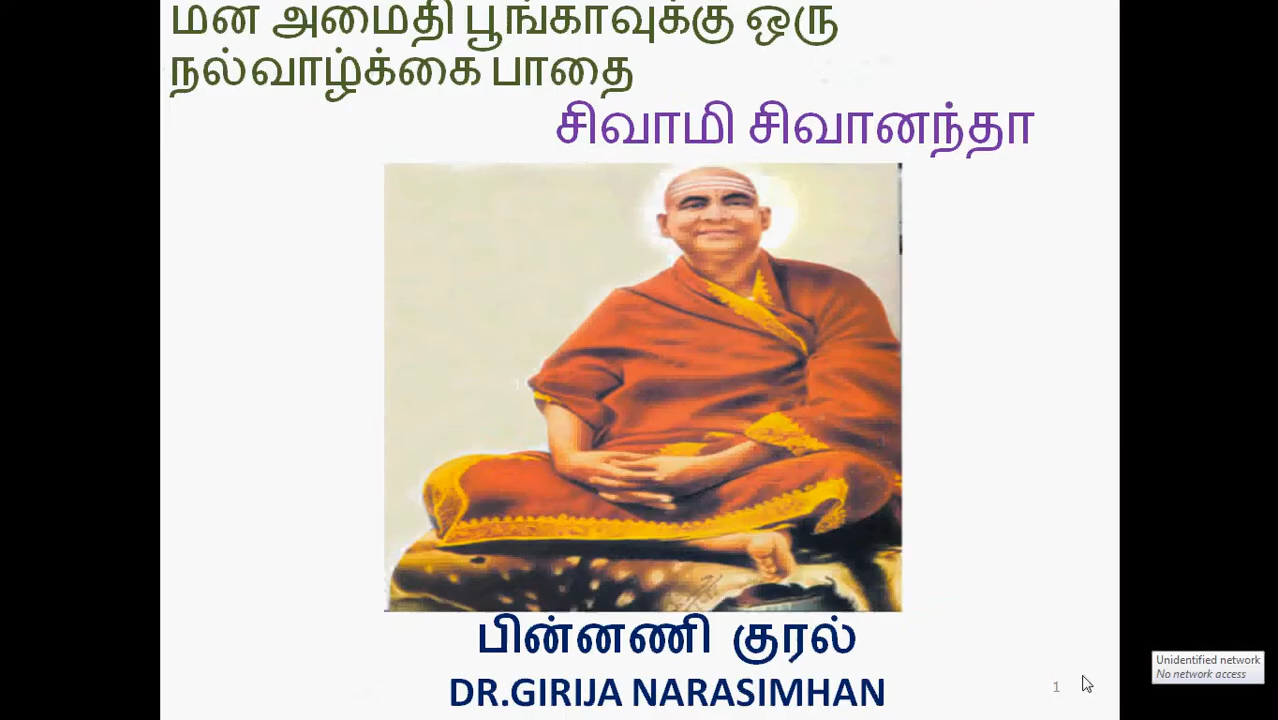 மன அமைதி பூங்காவுக்கு ஒரு
நல்வாழ்க்கை பாதை
சிவாமி சிவானந்தா
பின்னணி குரல்
DR.GIRIJA NARASIMHAN
1
Unidentified network
No network access